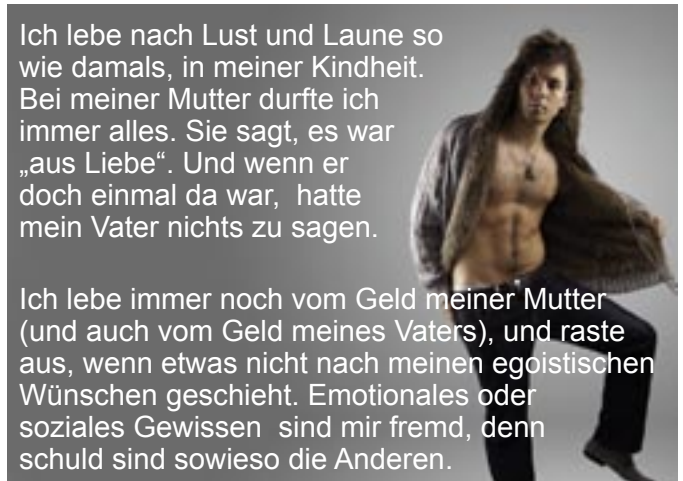 Ich lebe nach Lust und Laune so
wie damals, in meiner Kindheit.
Bei meiner Mutter durfte ich
immer alles. Sie sagt, es war
„aus Liebe“. Und wenn er
doch einmal da war,  hatte
mein Vater nichts zu sagen.

Ich lebe immer noch vom Geld meiner Mutter
(und auch vom Geld meines Vaters), und raste
aus, wenn etwas nicht nach meinen egoistischen
Wünschen geschieht. Emotionales oder
soziales Gewissen  sind mir fremd, denn
schuld sind sowieso die Anderen.